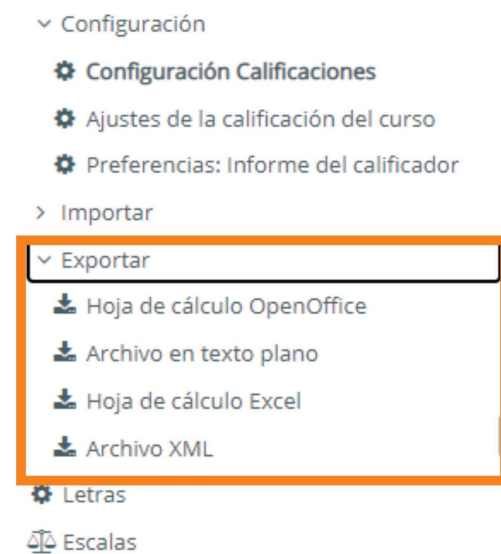 Configuración
Configuración Calificaciones
Ajustes de la calificación del curso
Preferencias: Informe del calificador
Importar
Exportar
Hoja de cálculo OpenOffice
Archivo en texto plano
Hoja de cálculo Excel
Archivo XML
Letras
Escalas